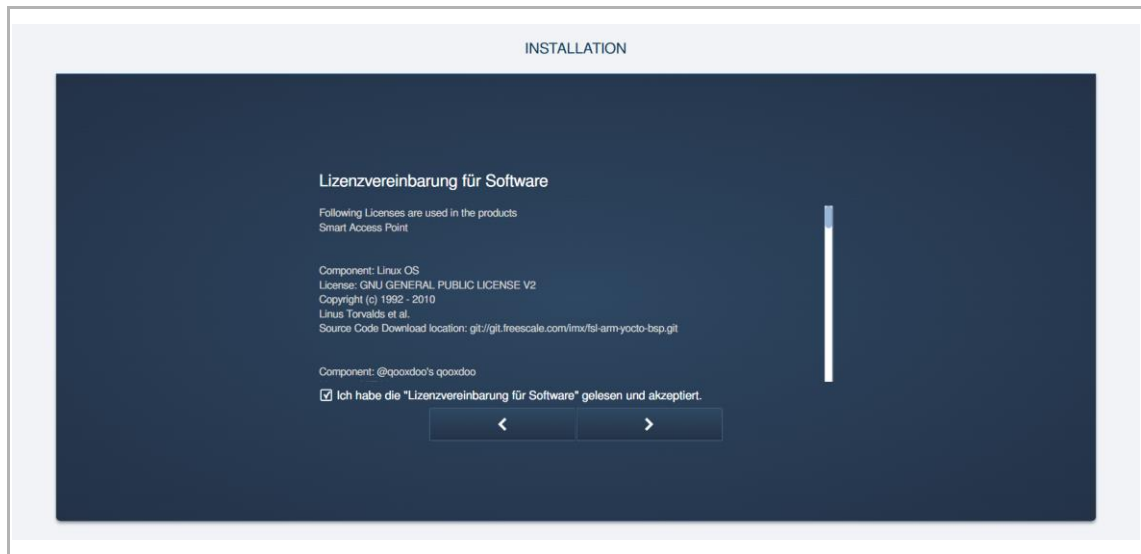 INSTALLATION
Lizenzvereinbarung für Software
Following Licenses are used in the products
Smart Access Point
Component: Linux OS
License: GNU GENERAL PUBLIC LICENSE V2
Copyright (c) 1992 - 2010
Linus Torvalds et al.
Source Code Download location: git://git.freescale.com/imx/fsl-arm-yocto-bsp.git
Component: @qooxdoo's qooxdoo
Ich habe die "Lizenzvereinbarung für Software" gelesen und akzeptiert.